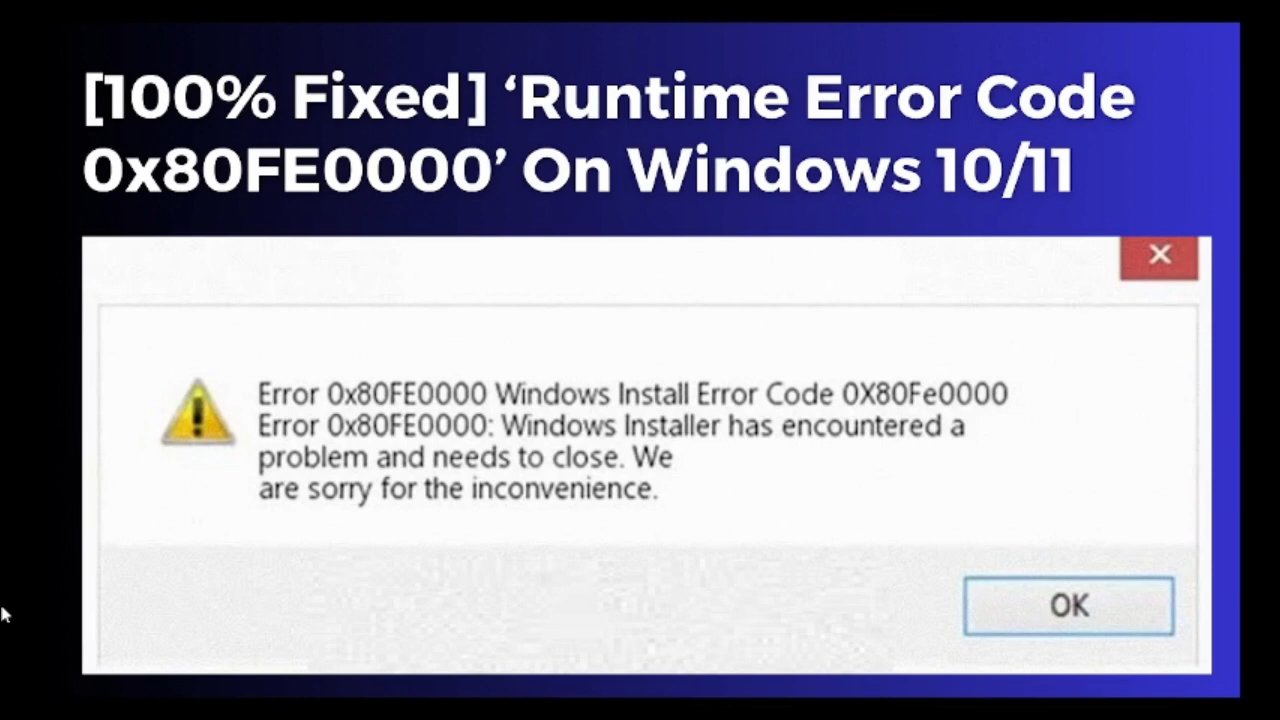 [100% Fixed] ‘Runtime Error Code
0x80FE0000’ On Windows 10/11
Error 0x80FE0000 Windows Install Error Code 0X80Fe0000
Error 0x80FE0000: Windows Installer has encountered a
problem and needs to close. We
are sorry for the inconvenience.
OK